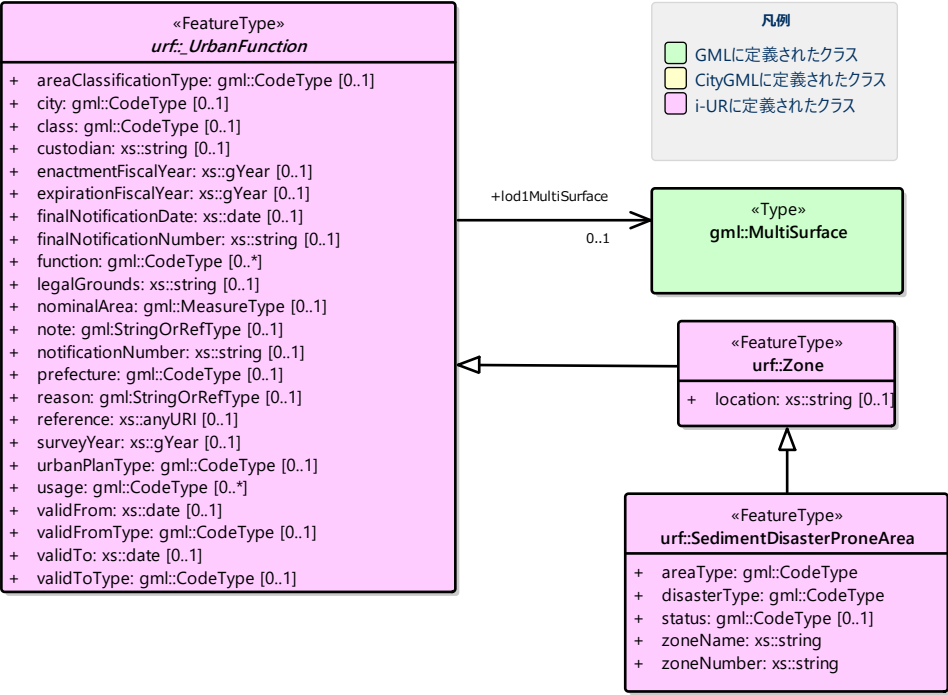 «FeatureType»
urf::_UrbanFunction
+ areaClassificationType: gml::CodeType [0..1]
+ city: gml::CodeType [0..1]
+ class: gml::CodeType [0..1]
+ custodian: xs::string [0..1]
+ enactmentFiscalYear: xs::gYear [0..1]
+ expirationFiscalYear: xs::gYear [0..1]
+ finalNotificationDate: xs::date [0..1]
+ finalNotificationNumber: xs::string [0..1]
+ function: gml::CodeType [0..*]
+ legalGrounds: xs::string [0..1]
+ nominalArea: gml::MeasureType [0..1]
+ note: gml:StringOrRefType [0..1]
+ notificationNumber: xs::string [0..1]
+ prefecture: gml::CodeType [0..1]
+ reason: gml:StringOrRefType [0..1]
+ reference: xs::anyURI [0..1]
+ surveyYear: xs::gYear [0..1]
+ urbanPlanType: gml::CodeType [0..1]
+ usage: gml::CodeType [0..*]
+ validFrom: xs::date [0..1]
+ validFromType: gml::CodeType [0..1]
+ validTo: xs::date [0..1]
+ validToType: gml::CodeType [0..1]
凡例
GMLに定義されたクラス
CityGMLに定義されたクラス
i-URに定義されたクラス
+lod1MultiSurface
0..1
«Type»
gml::MultiSurface
«FeatureType»
urf::Zone
+ location: xs::string [0..1]
«FeatureType»
urf::SedimentDisasterProneArea
+ areaType: gml::CodeType
+ disasterType: gml::CodeType
+ status: gml::CodeType [0..1]
+ zoneName: xs::string
+ zoneNumber: xs::string